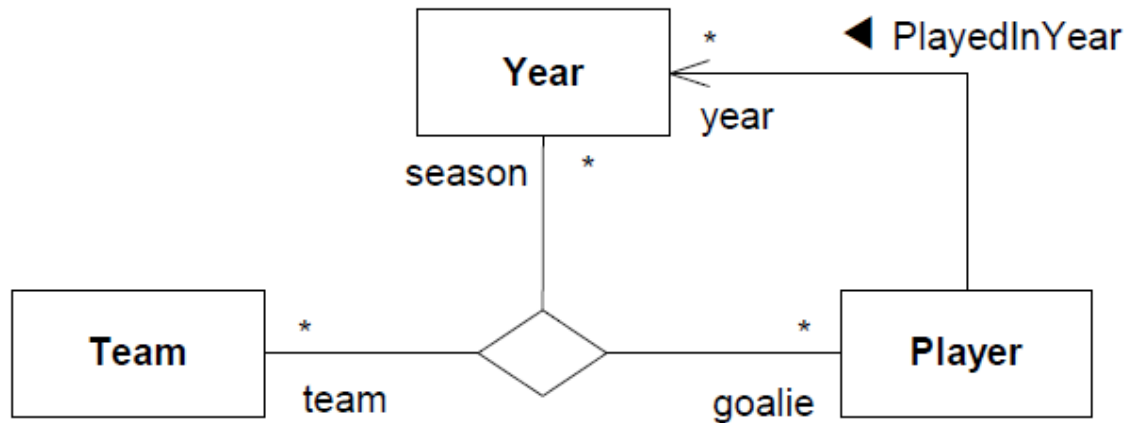 *
◀ PlayedInYear
Year
year
season
*
Team
*
team
*
goalie
Player